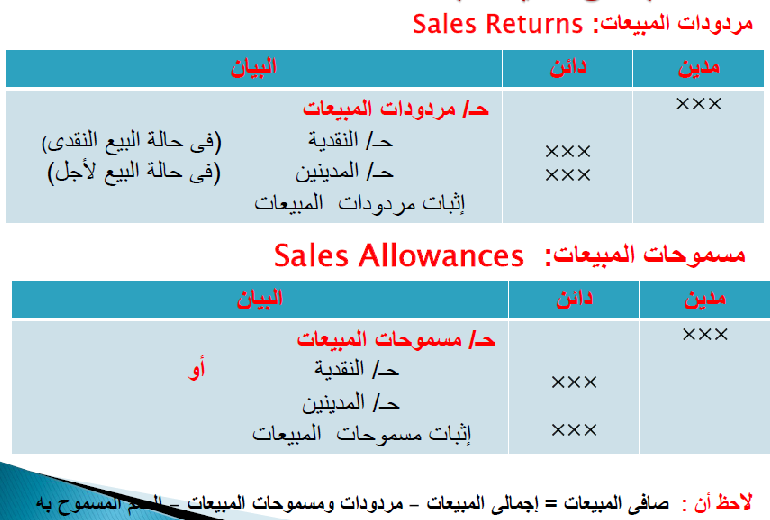 مردودات المبيعات: Sales Returns
مدين دائن البيان
××× حـ/ مردودات المبيعات
××× حـ/ النقدية (فى حالة البيع النقدى)
××× حـ/ المدينين (فى حالة البيع لأجل)
إثبات مردودات المبيعات
مسموحات المبيعات: Sales Allowances
مدين دائن البيان
××× حـ/ مسموحات المبيعات
××× حـ/ النقدية أو
حـ/ المدينين
××× إثبات مسموحات المبيعات
لاحظ أن : صافى المبيعات = إجمالى المبيعات – مردودات ومسموحات المبيعات – الخصم المسموح به